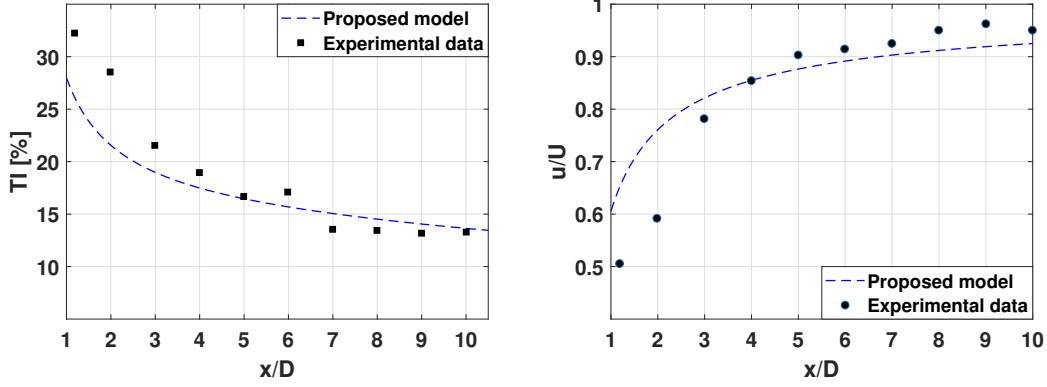 Proposed model
Experimental data
TI [%]
30
25
20
15
10
1 2 3 4 5 6 7 8 9 10
x/D
Proposed model
Experimental data
u/U
1
0.9
0.8
0.7
0.6
0.5
1 2 3 4 5 6 7 8 9 10
x/D